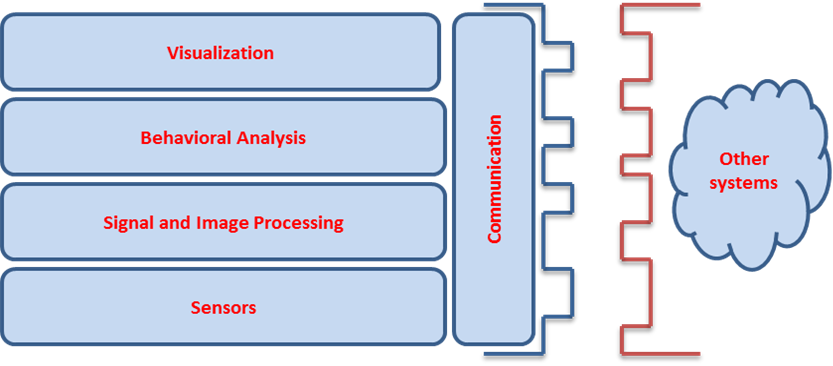 Visualization
Behavioral Analysis
Signal and Image Processing
Sensors
Communication
Other
systems